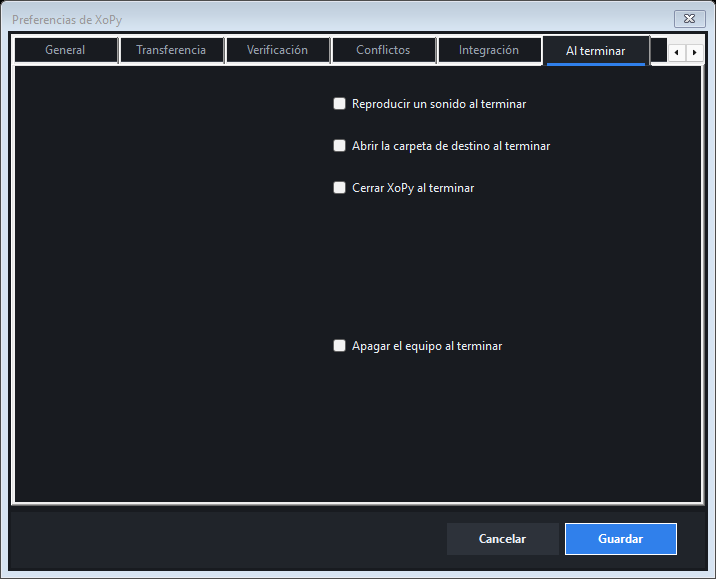 Preferencias de XoPy
General
Transferencia
Verificación
Conflictos
Integración
Al terminar
Reproducir un sonido al terminar
Abrir la carpeta de destino al terminar
Cerrar XoPy al terminar
Apagar el equipo al terminar
Cancelar
Guardar